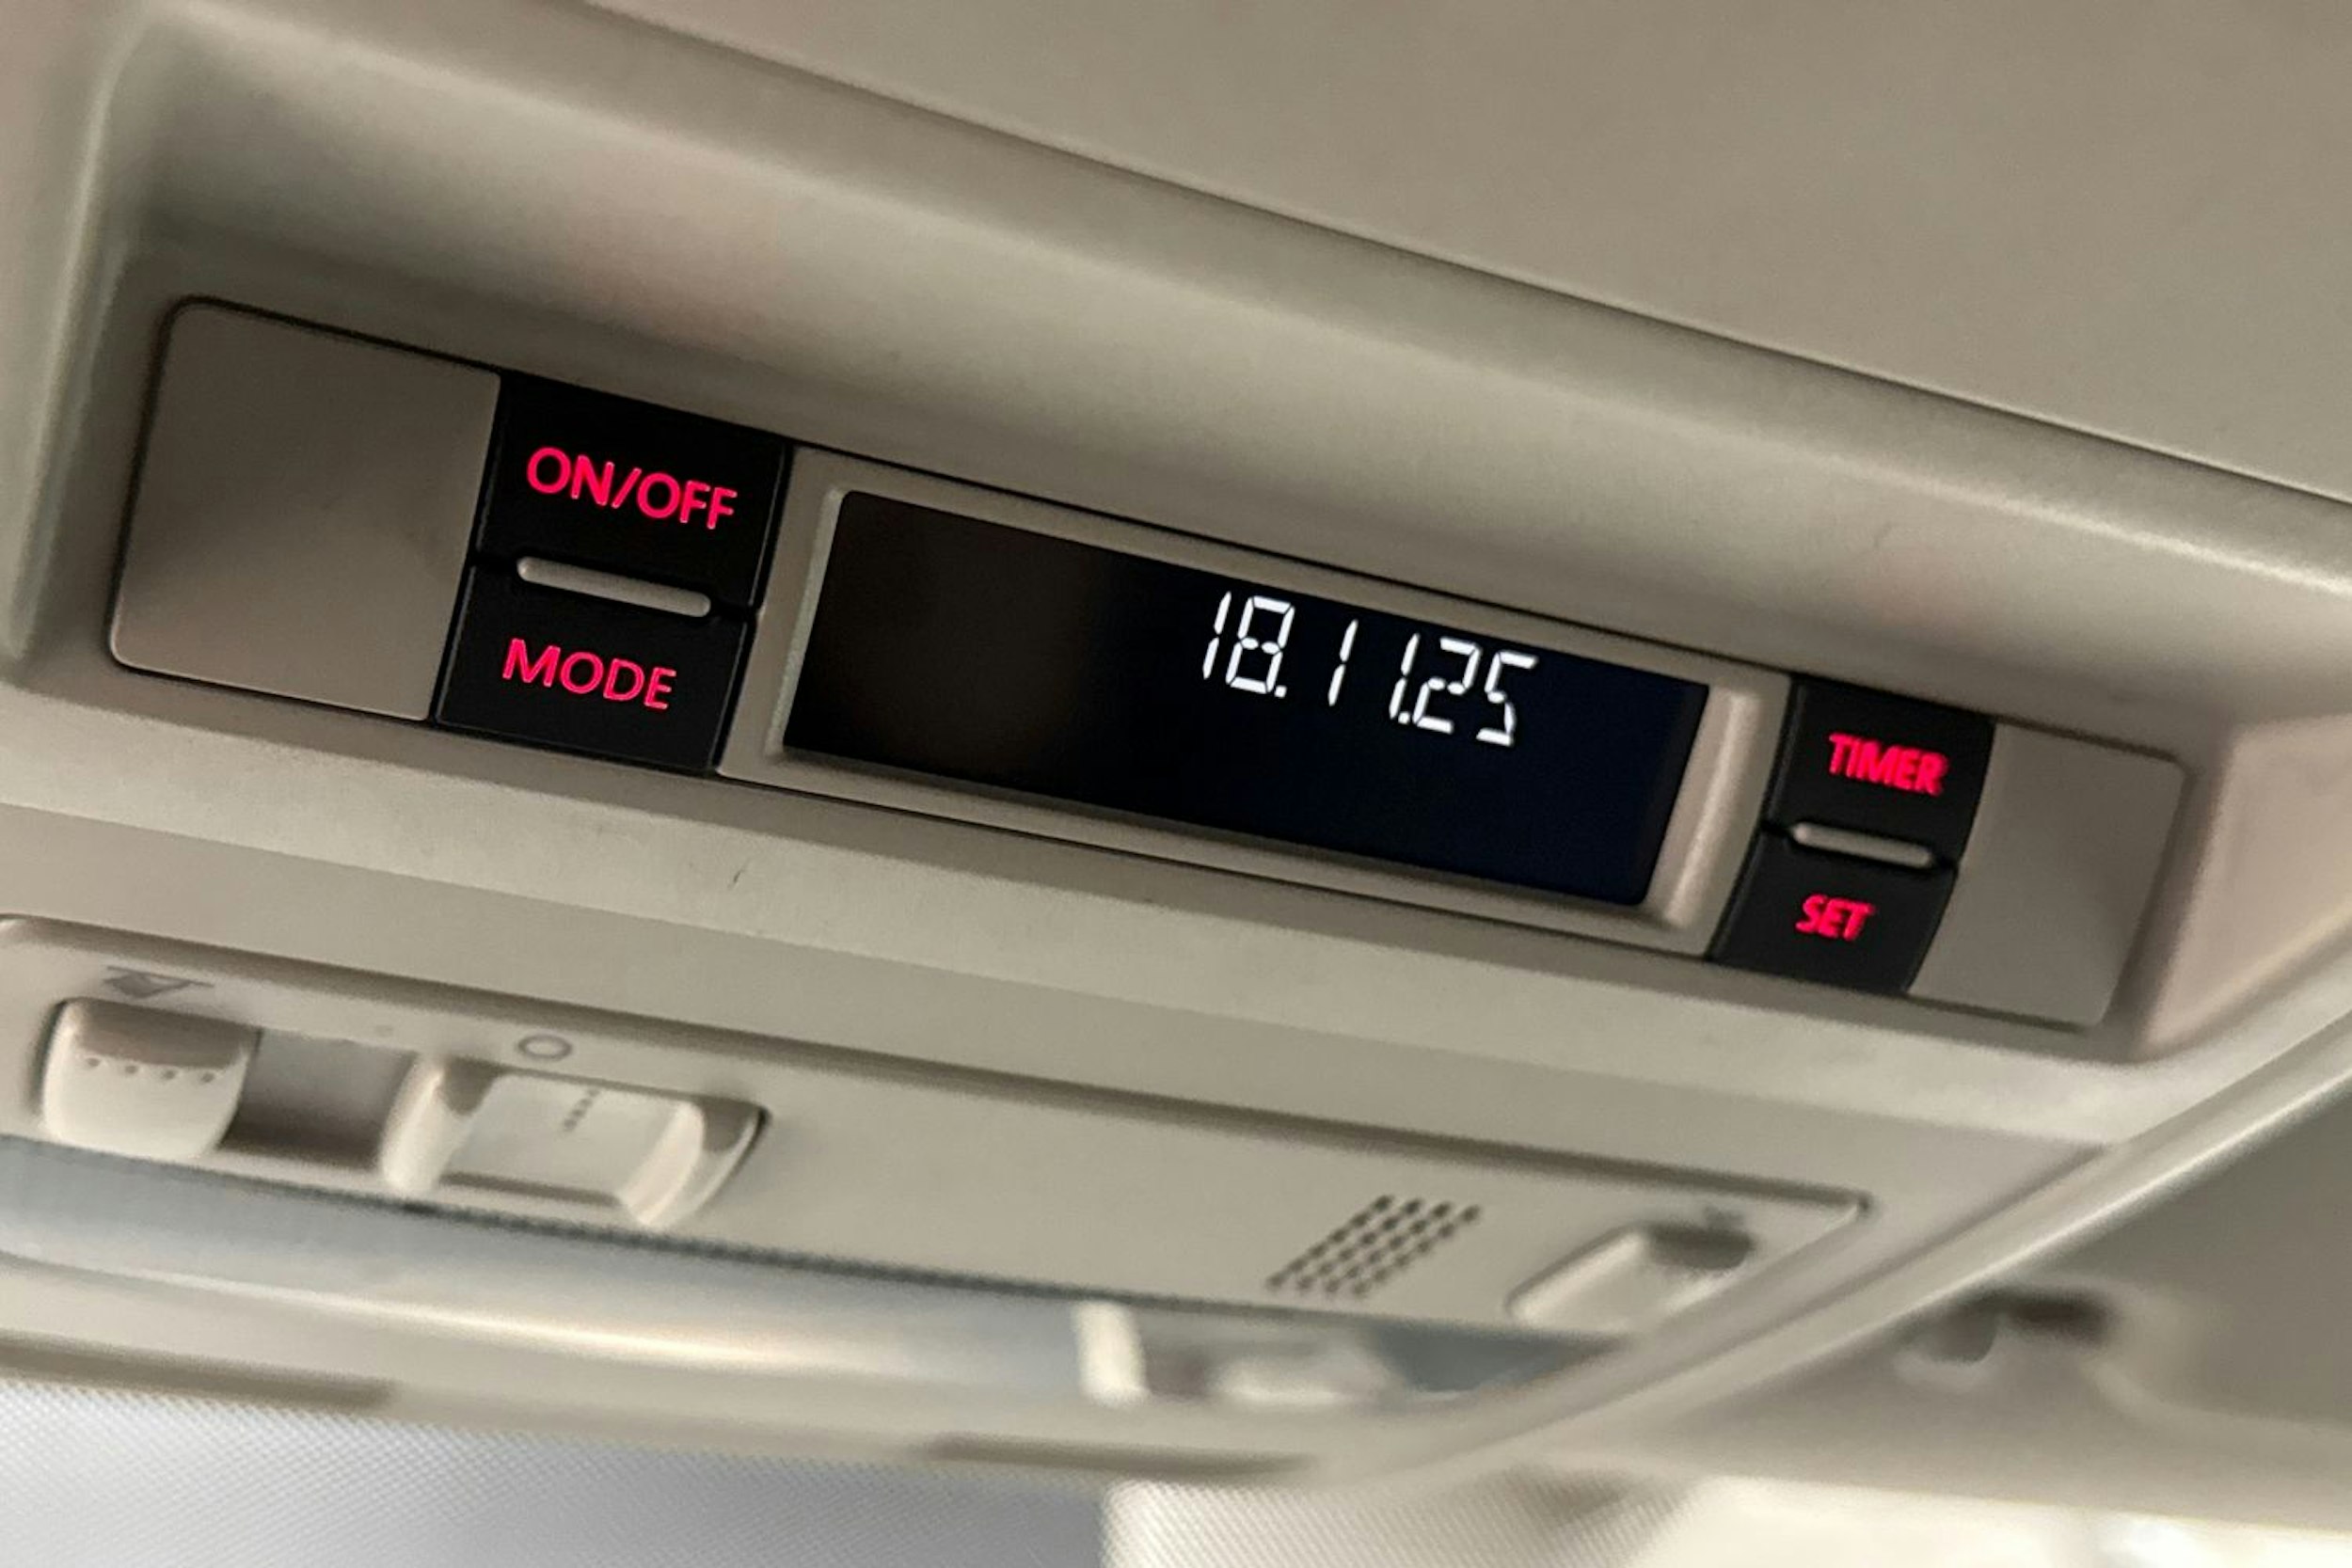 ON/OFF
MODE
18.11.25
TIMER
SET